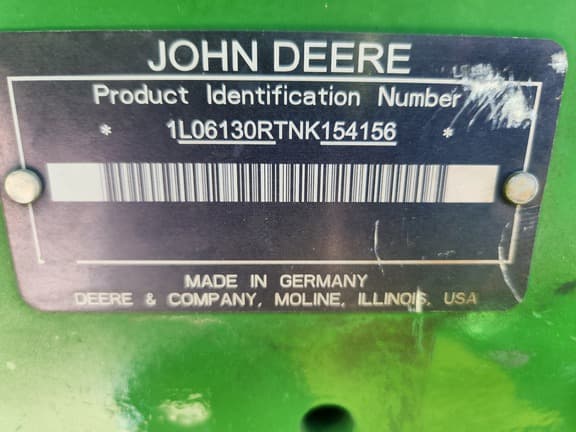 JOHN DEERE
Product Identification Number
* 1L06130RTNK154156 *
MADE IN GERMANY
DEERE & COMPANY, MOLINE, ILLINOIS, USA